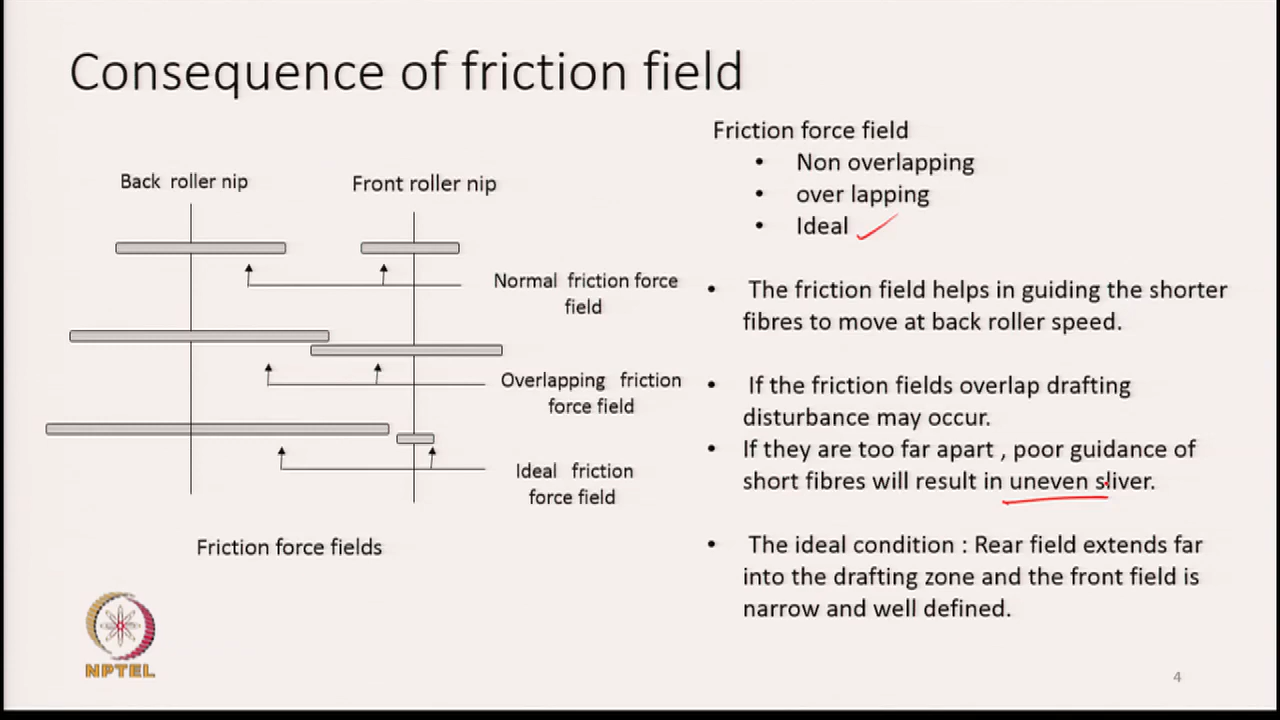 Consequence of friction field
Back roller nip
Front roller nip
Normal friction force
field
Overlapping friction
force field
Ideal friction
force field
Friction force fields
Friction force field
• Non overlapping
• over lapping
• Ideal
• The friction field helps in guiding the shorter
fibres to move at back roller speed.
• If the friction fields overlap drafting
disturbance may occur.
• If they are too far apart , poor guidance of
short fibres will result in uneven sliver.
• The ideal condition : Rear field extends far
into the drafting zone and the front field is
narrow and well defined.
NPTEL
4